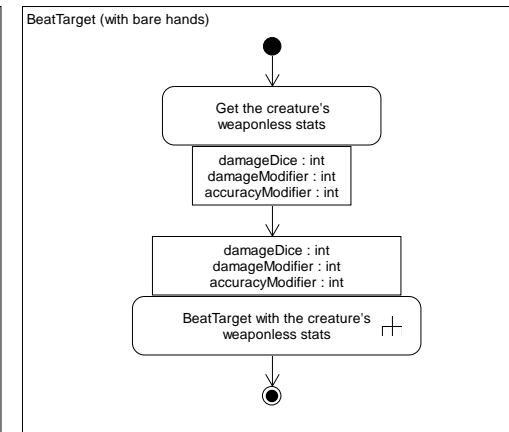 BeatTarget (with bare hands)
Get the creature's
weaponless stats
damageDice : int
damageModifier : int
accuracyModifier : int
damageDice : int
damageModifier : int
accuracyModifier : int
BeatTarget with the creature's
weaponless stats